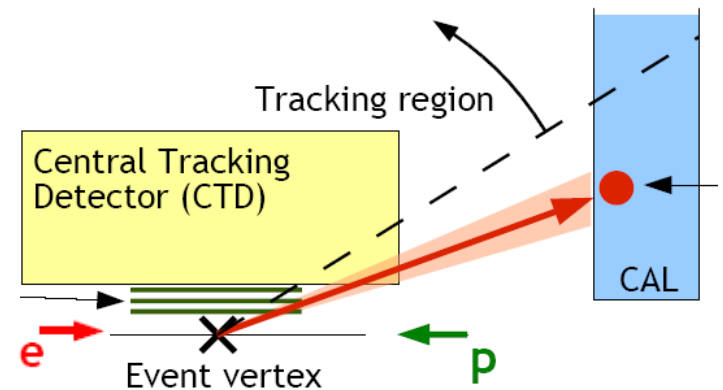 Tracking region
Central Tracking
Detector (CTD)
CAL
e
p
Event vertex